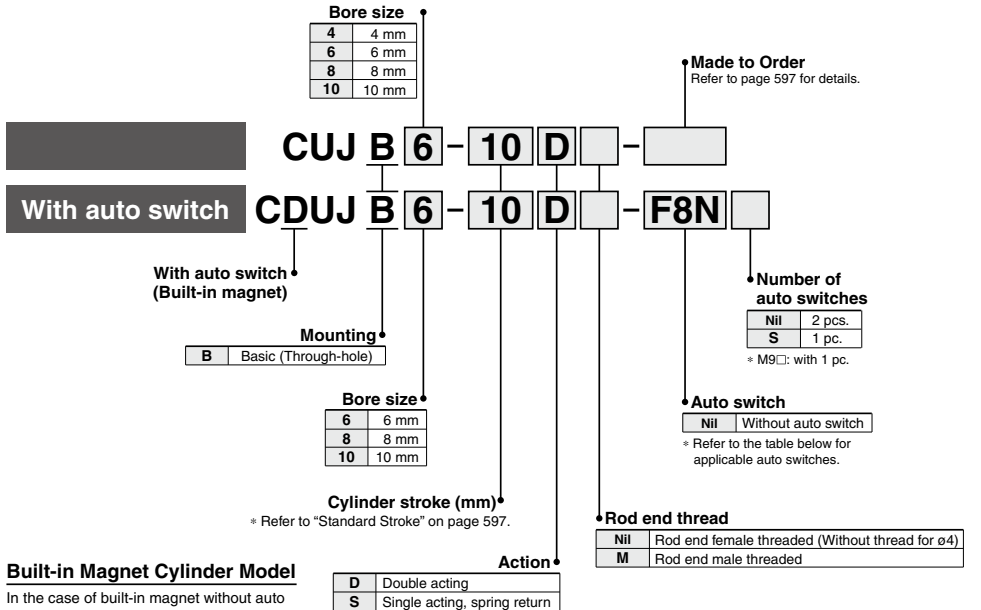 Bore size
4 4 mm
6 6 mm
8 8 mm
10 10 mm
Made to Order
Refer to page 597 for details.
CUJ B 6 – 10 D –
With auto switch CDUJ B 6 – 10 D – F8N
With auto switch
(Built-in magnet)
Number of
auto switches
Nil 2 pcs.
S 1 pc.
* M9□: with 1 pc.
Mounting
B Basic (Through-hole)
Bore size
6 6 mm
8 8 mm
10 10 mm
Auto switch
Nil Without auto switch
* Refer to the table below for
applicable auto switches.
Cylinder stroke (mm)
* Refer to “Standard Stroke” on page 597.
Rod end thread
Nil Rod end female threaded (Without thread for ø4)
M Rod end male threaded
Action
D Double acting
S Single acting, spring return
Built-in Magnet Cylinder Model
In the case of built-in magnet without auto